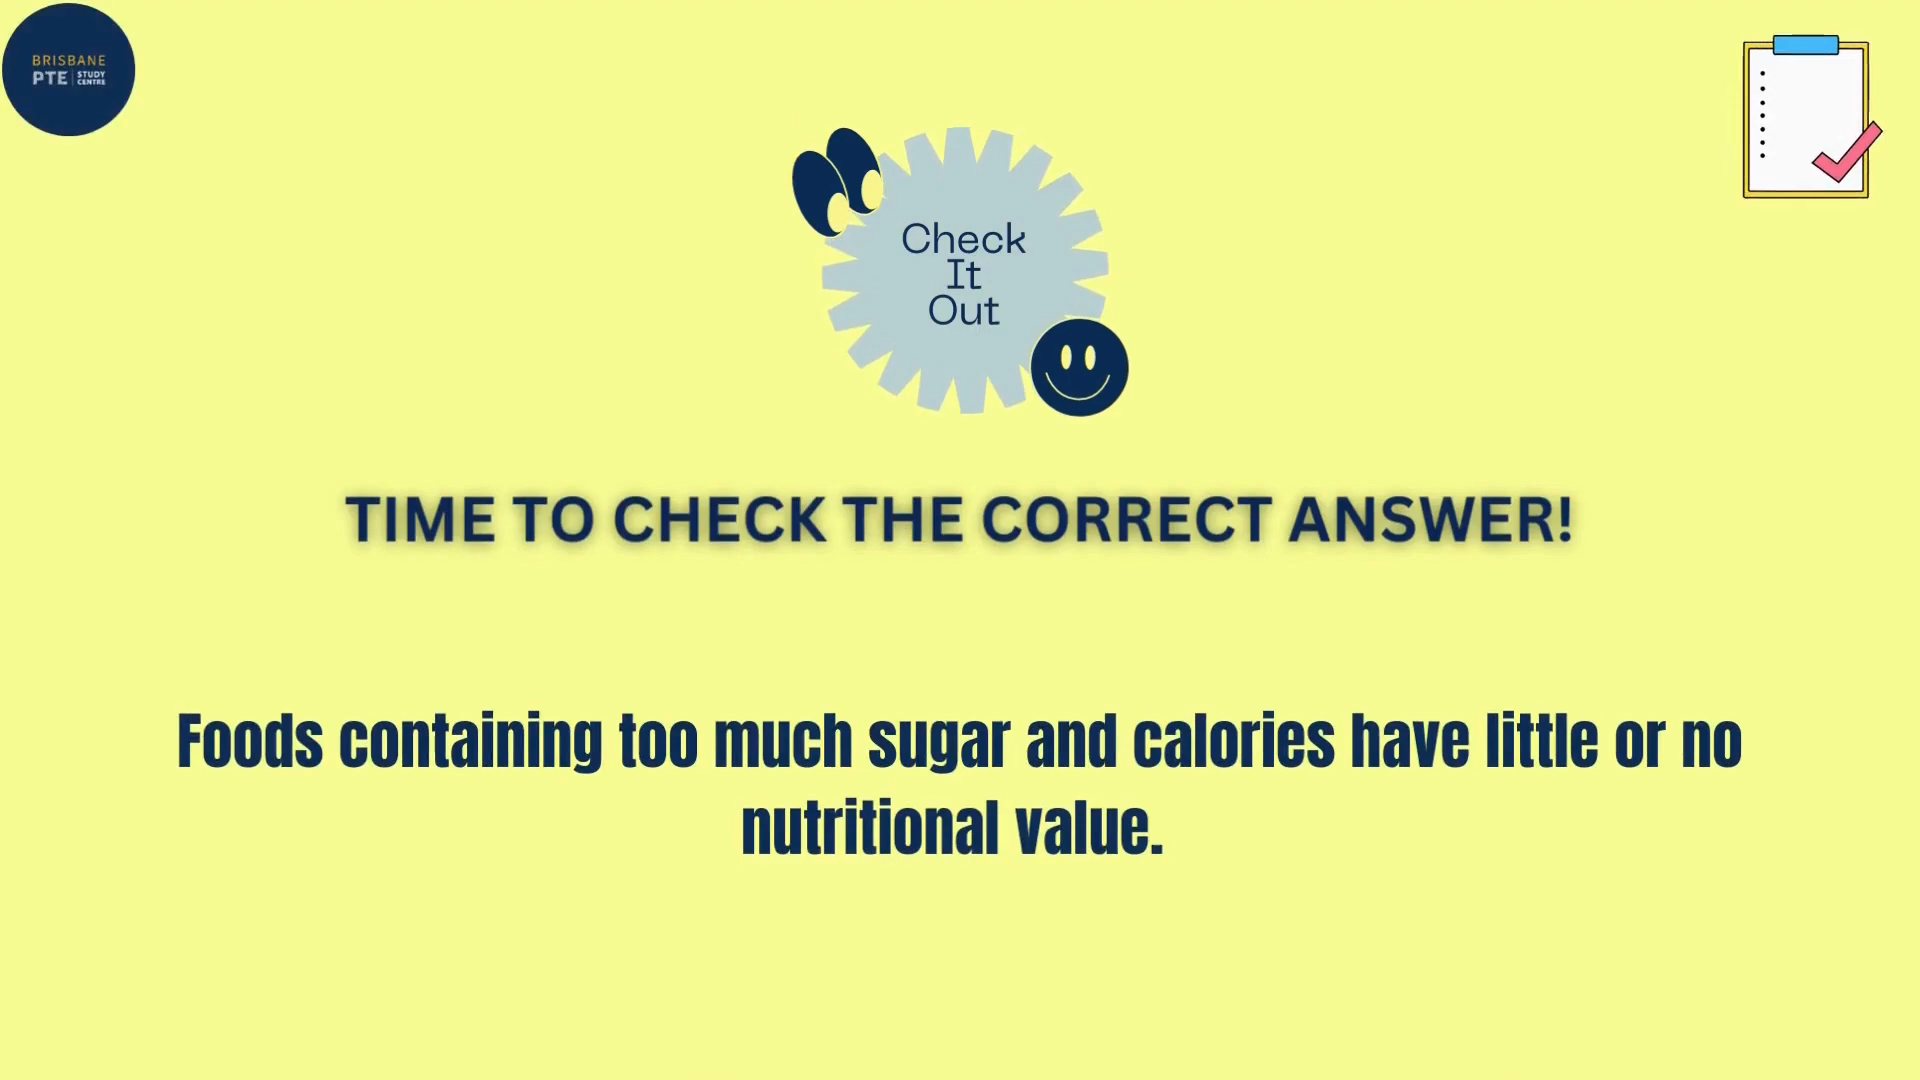 BRISBANE
PTE STUDY
CENTRE
Check
It
Out
TIME TO CHECK THE CORRECT ANSWER!
Foods containing too much sugar and calories have little or no
nutritional value.